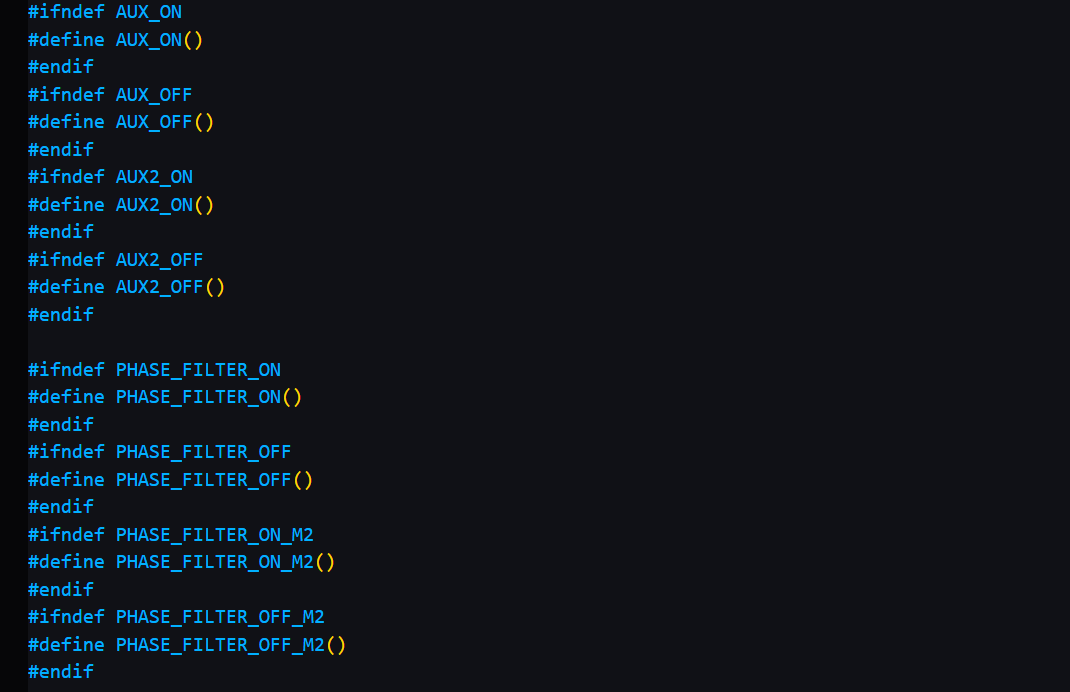 #ifndef AUX_ON
#define AUX_ON()
#endif
#ifndef AUX_OFF
#define AUX_OFF()
#endif
#ifndef AUX2_ON
#define AUX2_ON()
#endif
#ifndef AUX2_OFF
#define AUX2_OFF()
#endif
#ifndef PHASE_FILTER_ON
#define PHASE_FILTER_ON()
#endif
#ifndef PHASE_FILTER_OFF
#define PHASE_FILTER_OFF()
#endif
#ifndef PHASE_FILTER_ON_M2
#define PHASE_FILTER_ON_M2()
#endif
#ifndef PHASE_FILTER_OFF_M2
#define PHASE_FILTER_OFF_M2()
#endif